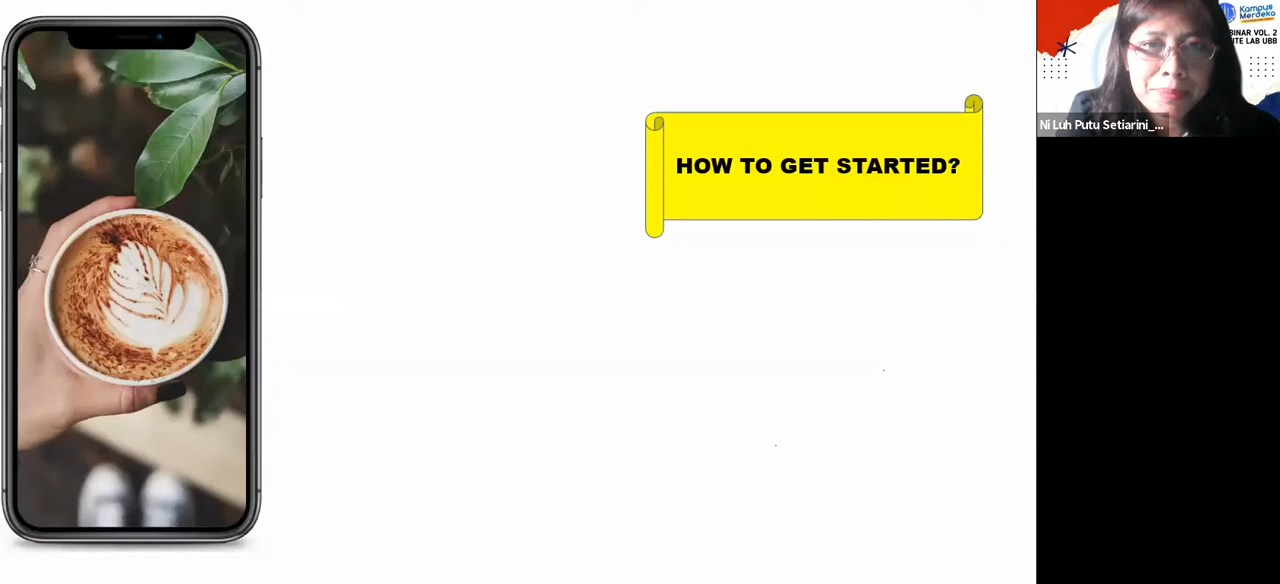 HOW TO GET STARTED?
Kampus
Merdeka
BINAR VOL. 2
ITE LAB UBB
Ni Luh Putu Setiarini_...